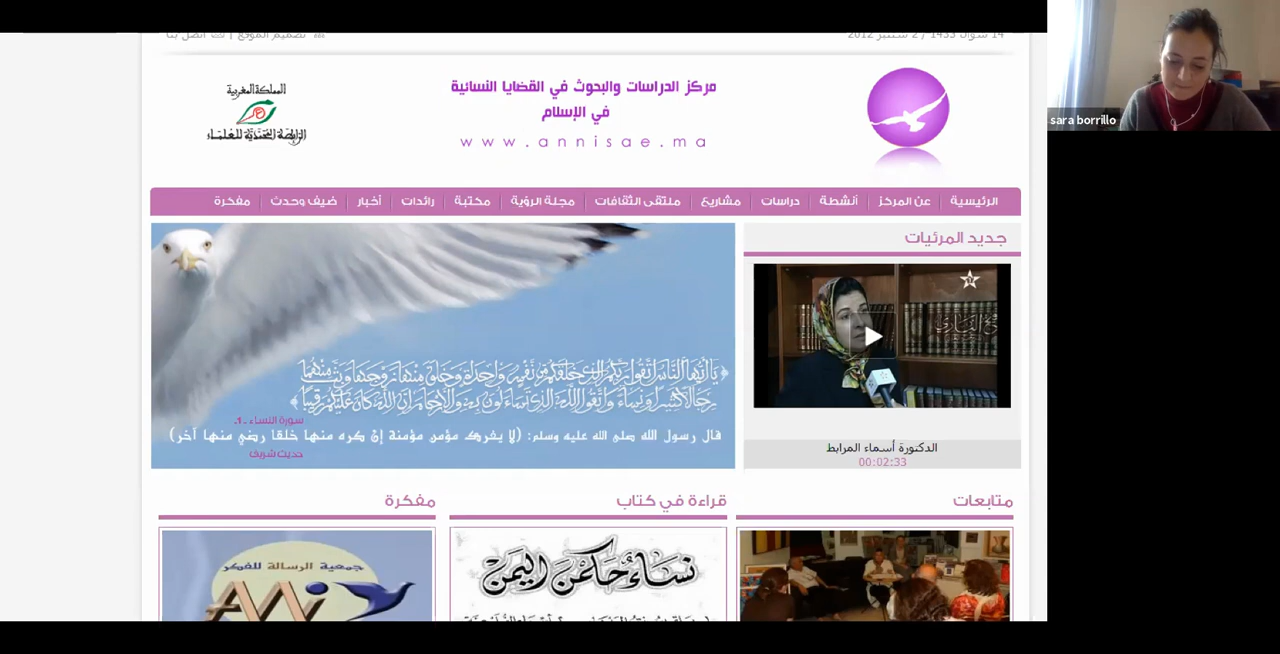 14 شوال 1433 / 2 سبتمبر 2012
تصميم الموقع | اتصل بنا
sara borrillo
مركز الدراسات والبحوث في القضايا النسائية
في الإسلام
www.annisae.ma
المملكة المغربية
الرابطة المحمدية للعلماء
الرئيسية
عن المركز
أنشطة
دراسات
مشاريع
ملتقى الثقافات
مجلة الرؤية
مكتبة
رائدات
أخبار
ضيف وحدث
مفكرة
جديد المرئيات
الدكتورة أسماء المرابط
00:02:33
سورة النساء .1.
قال رسول الله صلى الله عليه وسلم: (لا يفرك مؤمن مؤمنة إن كره منها خلقا رضي منها آخر)
حديث شريف
متابعات
قراءة في كتاب
مفكرة
نساء حكمن اليمن
جمعية الرسالة للفكر